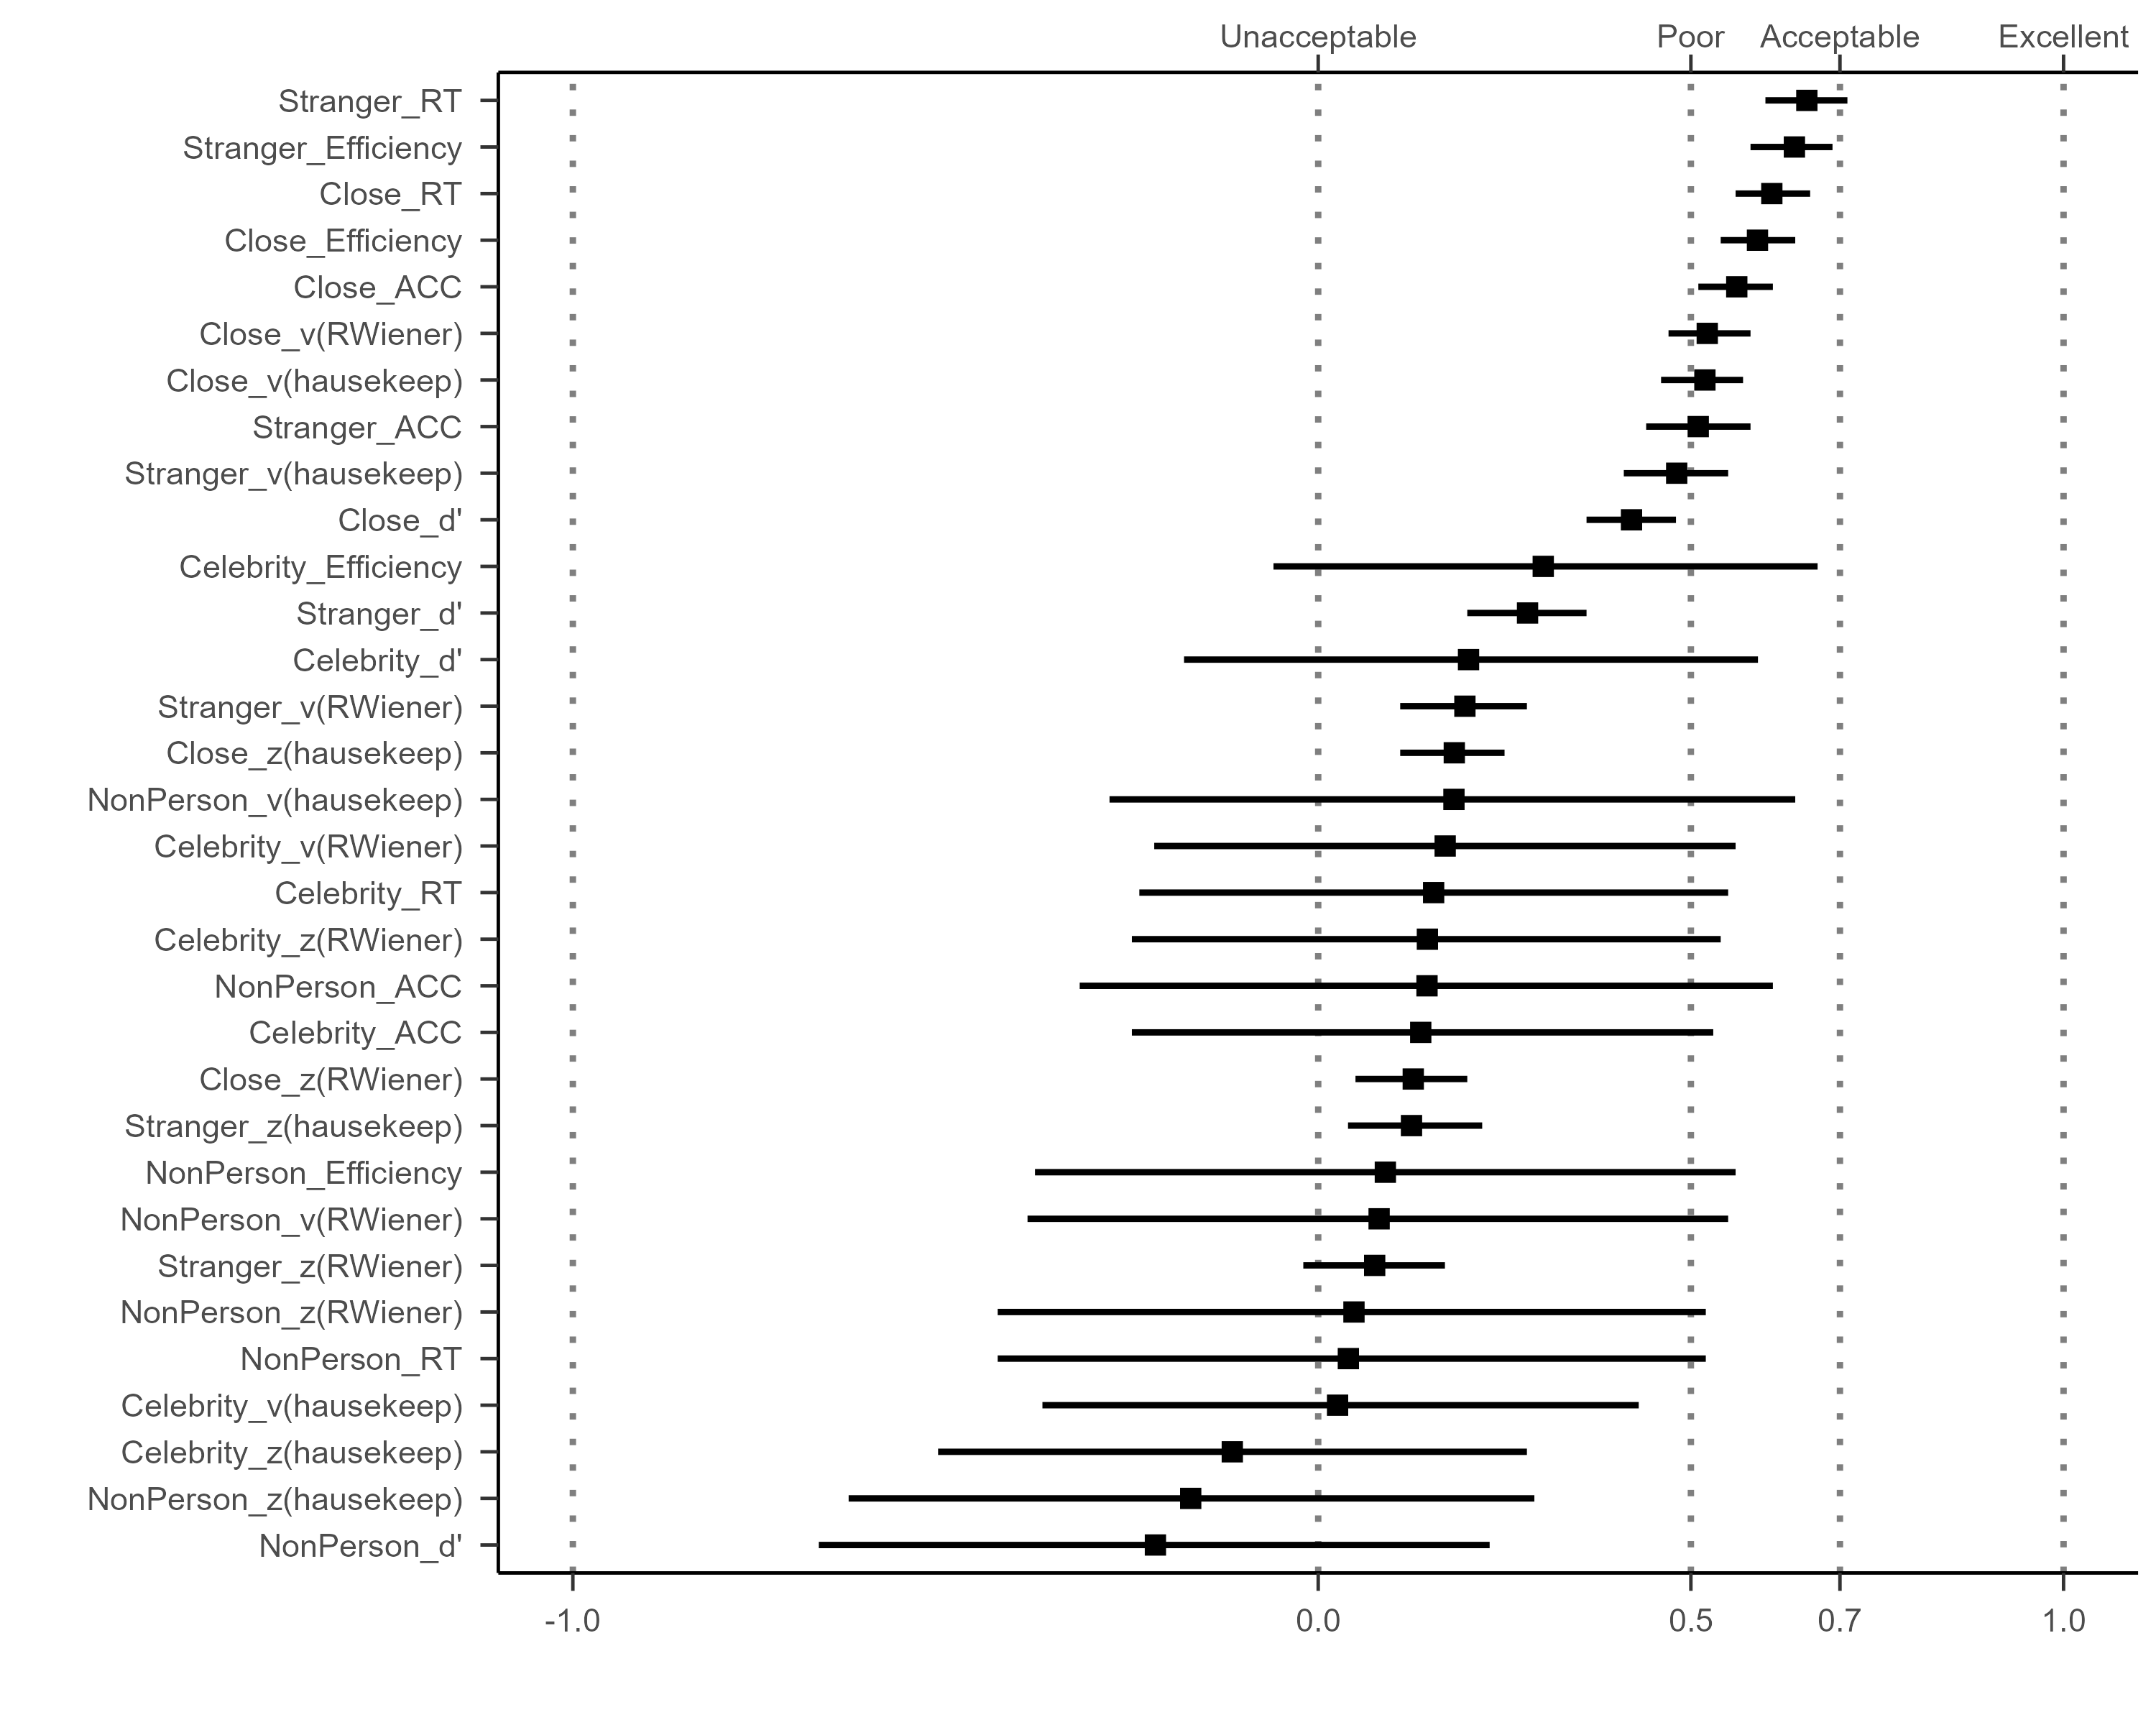 Unacceptable Poor Acceptable Excellent
Stranger_RT
Stranger_Efficiency
Close_RT
Close_Efficiency
Close_ACC
Close_v(RWiener)
Close_v(hausekeep)
Stranger_ACC
Stranger_v(hausekeep)
Close_d'
Celebrity_Efficiency
Stranger_d'
Celebrity_d'
Stranger_v(RWiener)
Close_z(hausekeep)
NonPerson_v(hausekeep)
Celebrity_v(RWiener)
Celebrity_RT
Celebrity_z(RWiener)
NonPerson_ACC
Celebrity_ACC
Close_z(RWiener)
Stranger_z(hausekeep)
NonPerson_Efficiency
NonPerson_v(RWiener)
Stranger_z(RWiener)
NonPerson_z(RWiener)
NonPerson_RT
Celebrity_v(hausekeep)
Celebrity_z(hausekeep)
NonPerson_z(hausekeep)
NonPerson_d'
-1.0 0.0 0.5 0.7 1.0